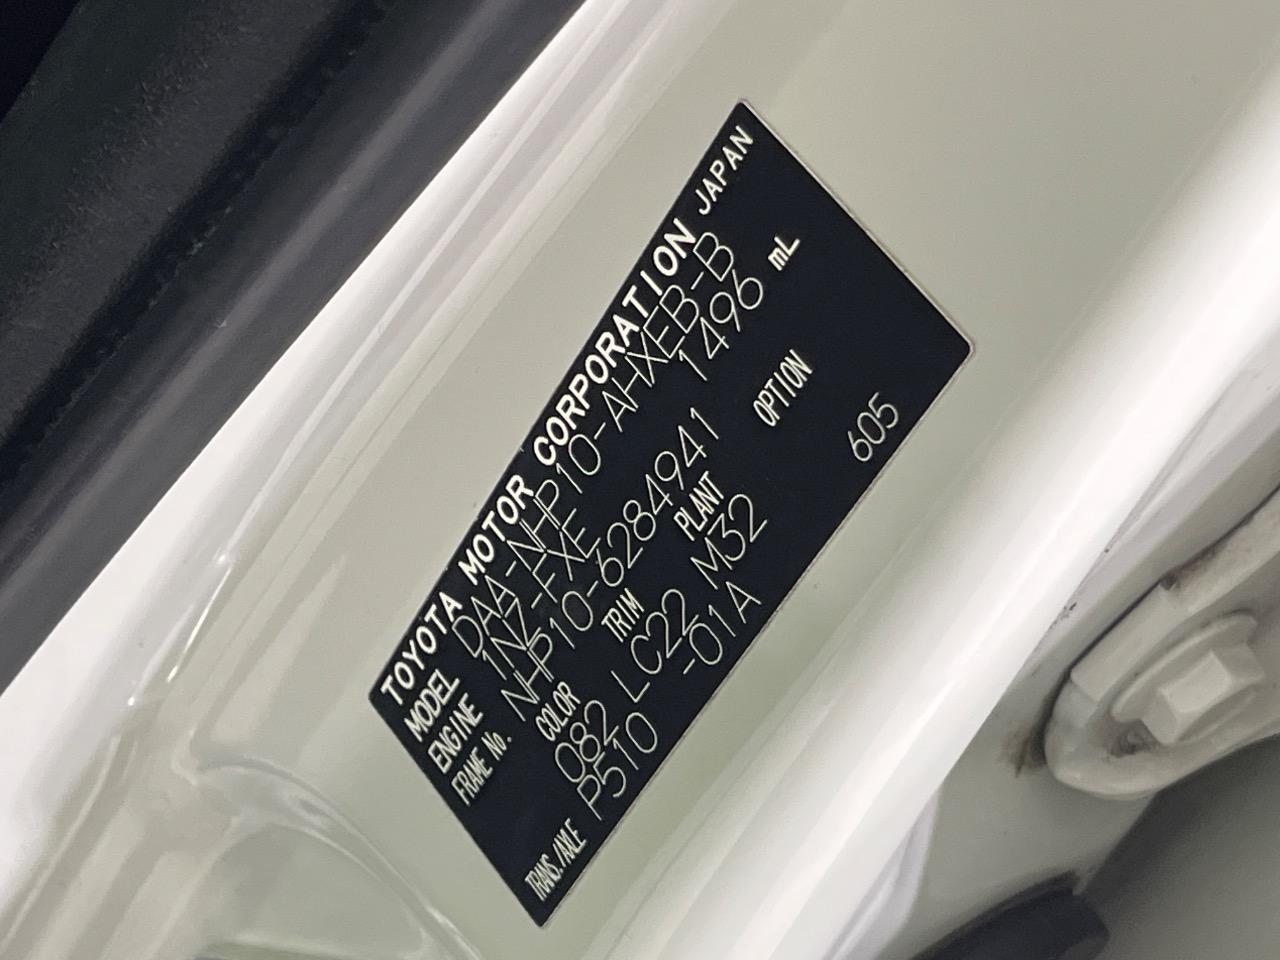 TOYOTA MOTOR CORPORATION JAPAN
MODEL DAA-NHP10-AHXEB-B
ENGINE 1NZ-FXE 1496 mL
FRAME No. NHP10-6284941
COLOR TRIM PLANT OPTION
082 LC22 M32 605
TRANS./AXLE P510 -01A